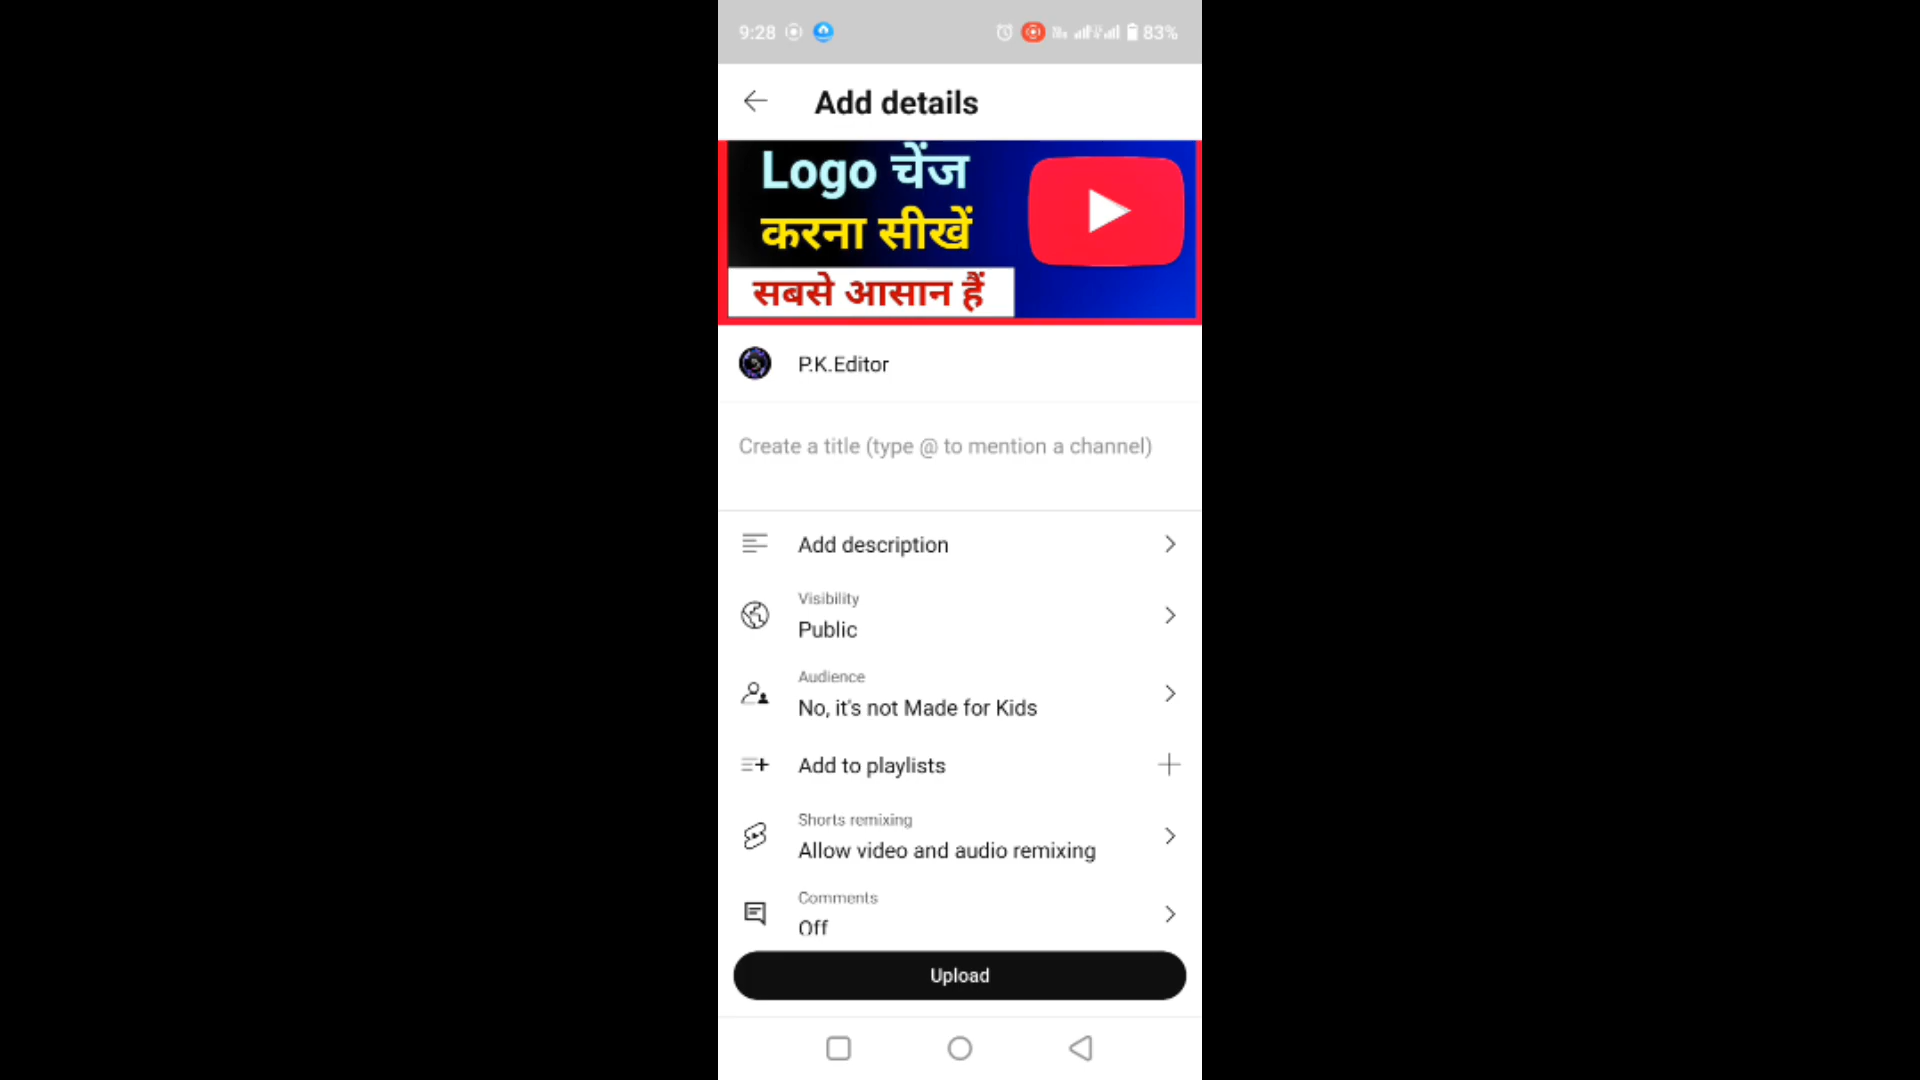 9:28 83%
Add details
Logo चेंज
करना सीखें
सबसे आसान हैं
P.K.Editor
Create a title (type @ to mention a channel)
Add description
Visibility
Public
Audience
No, it's not Made for Kids
Add to playlists
Shorts remixing
Allow video and audio remixing
Comments
Off
Upload